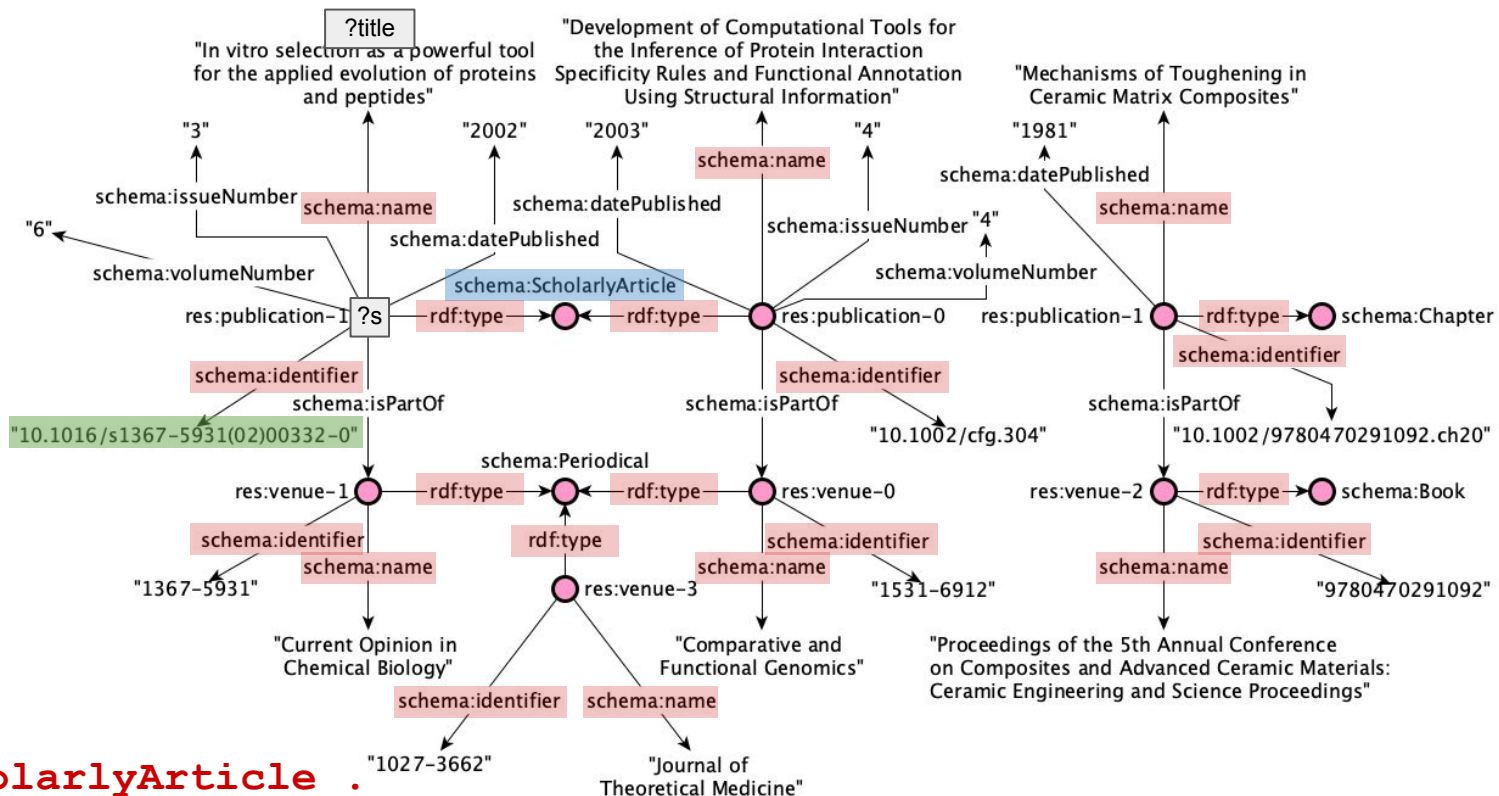 ?title
"In vitro selection as a powerful tool
for the applied evolution of proteins
and peptides"
"Development of Computational Tools for
the Inference of Protein Interaction
Specificity Rules and Functional Annotation
Using Structural Information"
"Mechanisms of Toughening in
Ceramic Matrix Composites"
"3"
"2002"
"2003"
"4"
"1981"
schema:name
schema:datePublished
schema:issueNumber
schema:name
schema:datePublished
schema:name
"6"
schema:datePublished
schema:issueNumber
"4"
schema:volumeNumber
schema:volumeNumber
schema:ScholarlyArticle
res:publication-1
?s
rdf:type
rdf:type
res:publication-0
res:publication-1
rdf:type
schema:Chapter
schema:identifier
schema:identifier
schema:identifier
schema:isPartOf
schema:isPartOf
schema:isPartOf
"10.1016/s1367-5931(02)00332-0"
"10.1002/cfg.304"
"10.1002/9780470291092.ch20"
schema:Periodical
res:venue-1
rdf:type
rdf:type
res:venue-0
res:venue-2
rdf:type
schema:Book
schema:identifier
rdf:type
schema:identifier
schema:identifier
schema:name
schema:name
schema:name
"1367-5931"
res:venue-3
"1531-6912"
"9780470291092"
"Current Opinion in
Chemical Biology"
"Comparative and
Functional Genomics"
"Proceedings of the 5th Annual Conference
on Composites and Advanced Ceramic Materials:
Ceramic Engineering and Science Proceedings"
schema:identifier
schema:name
"1027-3662"
"Journal of
Theoretical Medicine"
olarlyArticle .